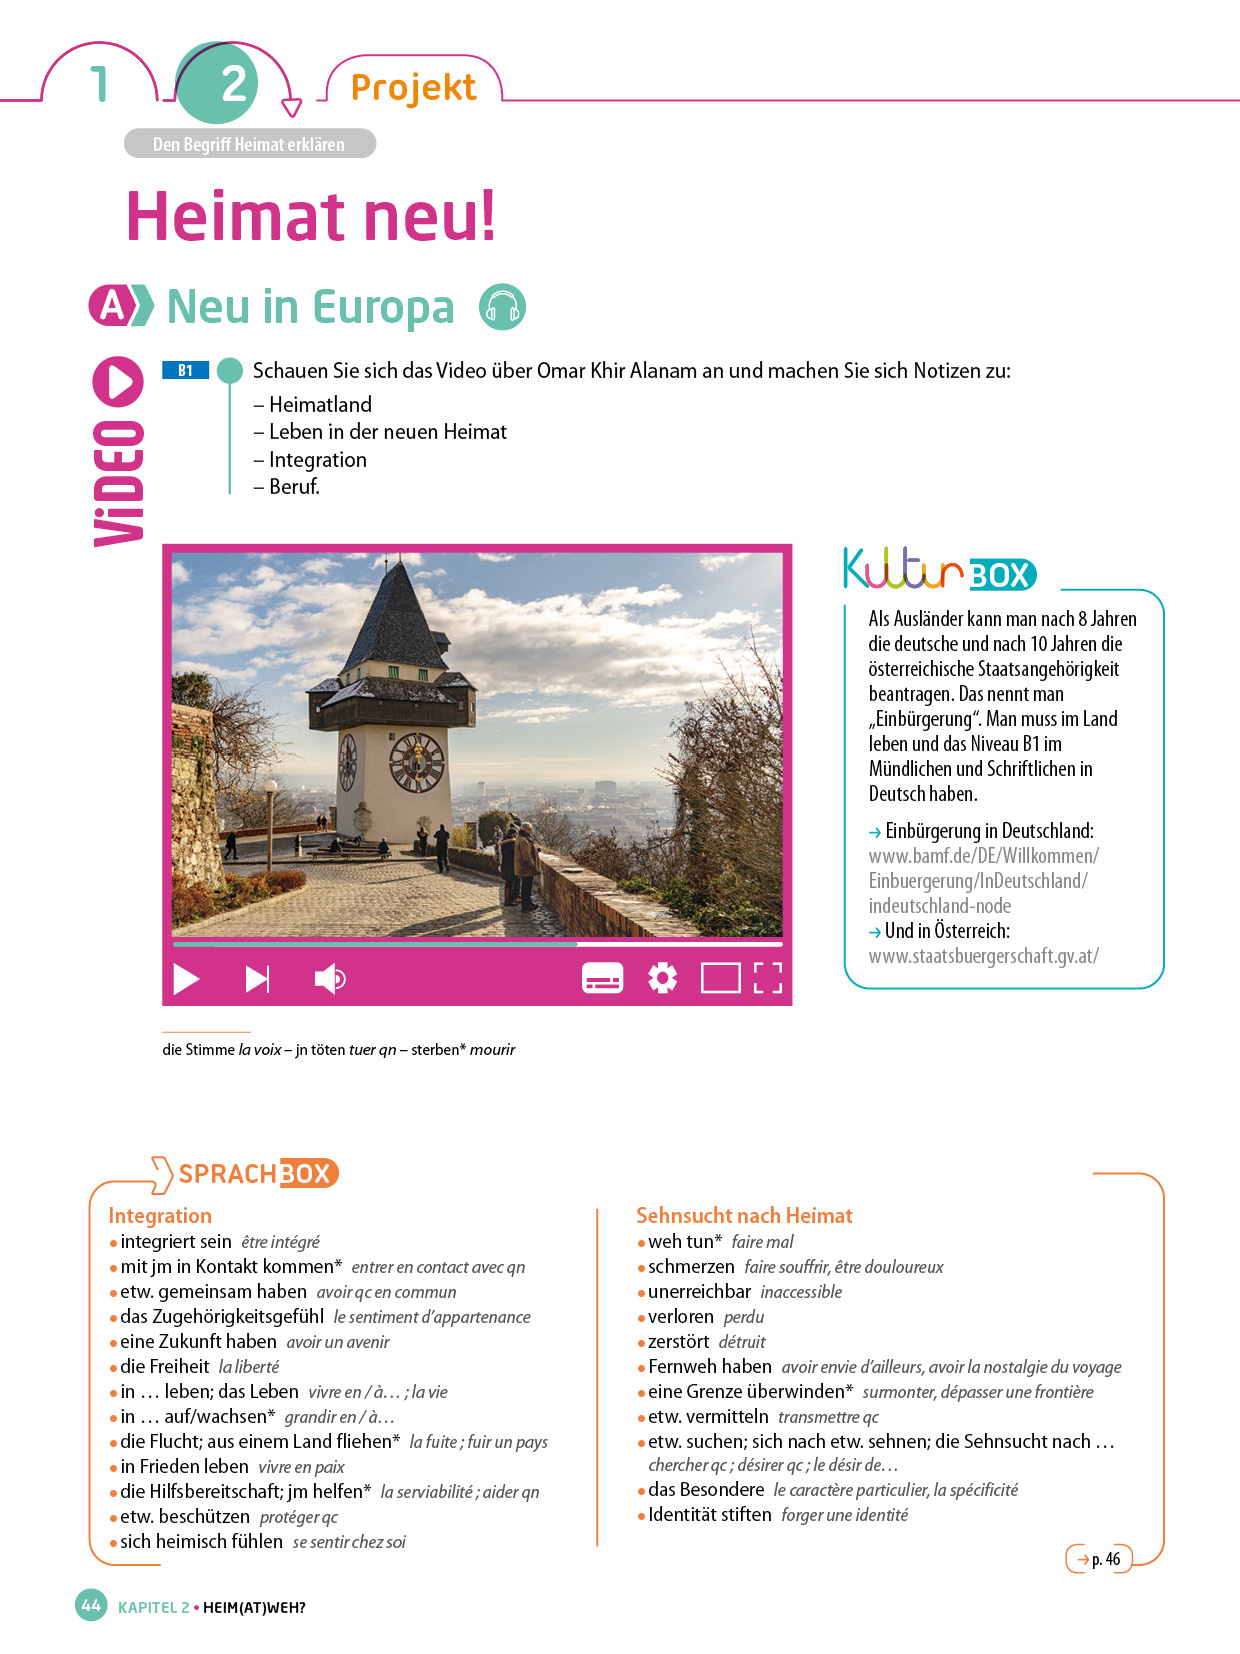 1
2
Projekt
Den Begriff Heimat erklären
Heimat neu!
A Neu in Europa
ViDEO
B1
Schauen Sie sich das Video über Omar Khir Alanam an und machen Sie sich Notizen zu:
– Heimatland
– Leben in der neuen Heimat
– Integration
– Beruf.
Kultur BOX
Als Ausländer kann man nach 8 Jahren
die deutsche und nach 10 Jahren die
österreichische Staatsangehörigkeit
beantragen. Das nennt man
„Einbürgerung“. Man muss im Land
leben und das Niveau B1 im
Mündlichen und Schriftlichen in
Deutsch haben.
→ Einbürgerung in Deutschland:
www.bamf.de/DE/Willkommen/
Einbuergerung/InDeutschland/
indeutschland-node
→ Und in Österreich:
www.staatsbuergerschaft.gv.at/
die Stimme la voix – jn töten tuer qn – sterben* mourir
SPRACHBOX
Integration
• integriert sein être intégré
• mit jm in Kontakt kommen* entrer en contact avec qn
• etw. gemeinsam haben avoir qc en commun
• das Zugehörigkeitsgefühl le sentiment d’appartenance
• eine Zukunft haben avoir un avenir
• die Freiheit la liberté
• in … leben; das Leben vivre en / à… ; la vie
• in … auf/wachsen* grandir en / à…
• die Flucht; aus einem Land fliehen* la fuite ; fuir un pays
• in Frieden leben vivre en paix
• die Hilfsbereitschaft; jm helfen* la serviabilité ; aider qn
• etw. beschützen protéger qc
• sich heimisch fühlen se sentir chez soi
Sehnsucht nach Heimat
• weh tun* faire mal
• schmerzen faire souffrir, être douloureux
• unerreichbar inaccessible
• verloren perdu
• zerstört détruit
• Fernweh haben avoir envie d’ailleurs, avoir la nostalgie du voyage
• eine Grenze überwinden* surmonter, dépasser une frontière
• etw. vermitteln transmettre qc
• etw. suchen; sich nach etw. sehnen; die Sehnsucht nach …
chercher qc ; désirer qc ; le désir de…
• das Besondere le caractère particulier, la spécificité
• Identität stiften forger une identité
→ p. 46
44 KAPITEL 2 • HEIM(AT)WEH?